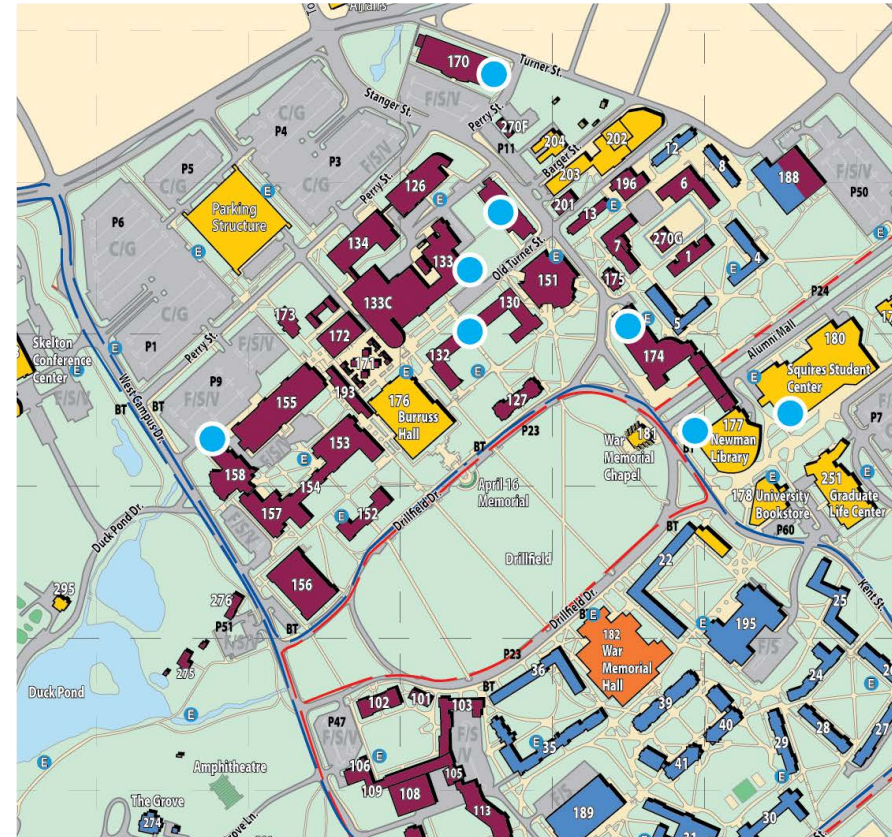 Affairs
170
Turner St.
Stanger St.
F/S/V
C/G
P4
Perry St.
270F
P5
P3
F/S/V
P11
204
202
Barger St.
12
C/G
C/G
203
8
126
196
6
188
F/S/V
P50
Perry St.
201
13
P6
Parking
Structure
134
133
Old Turner St.
7
270G
1
4
151
175
C/G
133C
130
P24
173
172
5
174
Alumni Mall
180
Squires Student
Center
Skelton
Conference
Center
P1
Perry St.
F/S/V
171
132
P9
F/S/V
193
176
Burruss
Hall
127
P23
BT
BT
West Campus Dr.
155
153
177
Newman
Library
P7
181
War
Memorial
Chapel
BT
BT
158
154
April 16
Memorial
178 University
Bookstore
251
Graduate
Life Center
157
152
Drillfield Dr.
Duck Pond Dr.
F/S/V
BT
P60
Drillfield
22
Kent St.
156
295
276
P51
BT
Drillfield Dr.
BT
195
25
F/S
182
War
Memorial
Hall
275
P23
36
BT
Duck Pond
102
101
103
24
P47
F/S/V
39
40
28
27
35
29
F/S
Amphitheatre
106
109
105
108
41
The Grove
274
113
F/S
189
30
31